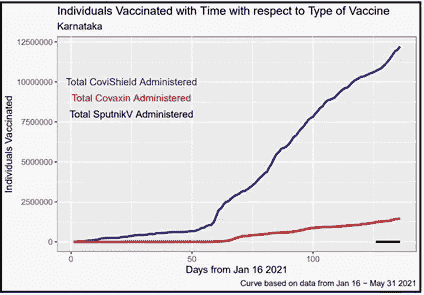 Individuals Vaccinated with Time with respect to Type of Vaccine
Karnataka
12500000
Total CoviShield Administered
10000000
Total Covaxin Administered
Total SputnikV Administered
7500000
5000000
2500000
0
Individuals Vaccinated
0 50 100
Days from Jan 16 2021
Curve based on data from Jan 16 - May 31 2021